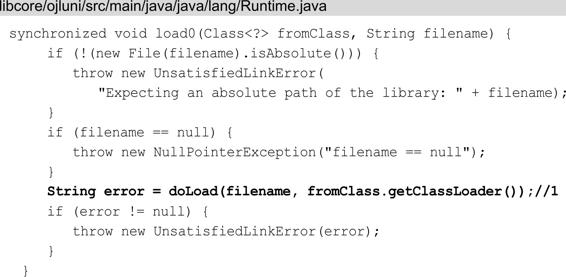 libcore/ojluni/src/main/java/java/lang/Runtime.java
synchronized void load0(Class<?> fromClass, String filename) {
if (!(new File(filename).isAbsolute())) {
throw new UnsatisfiedLinkError(
"Expecting an absolute path of the library: " + filename);
}
if (filename == null) {
throw new NullPointerException("filename == null");
}
String error = doLoad(filename, fromClass.getClassLoader());//1
if (error != null) {
throw new UnsatisfiedLinkError(error);
}
}